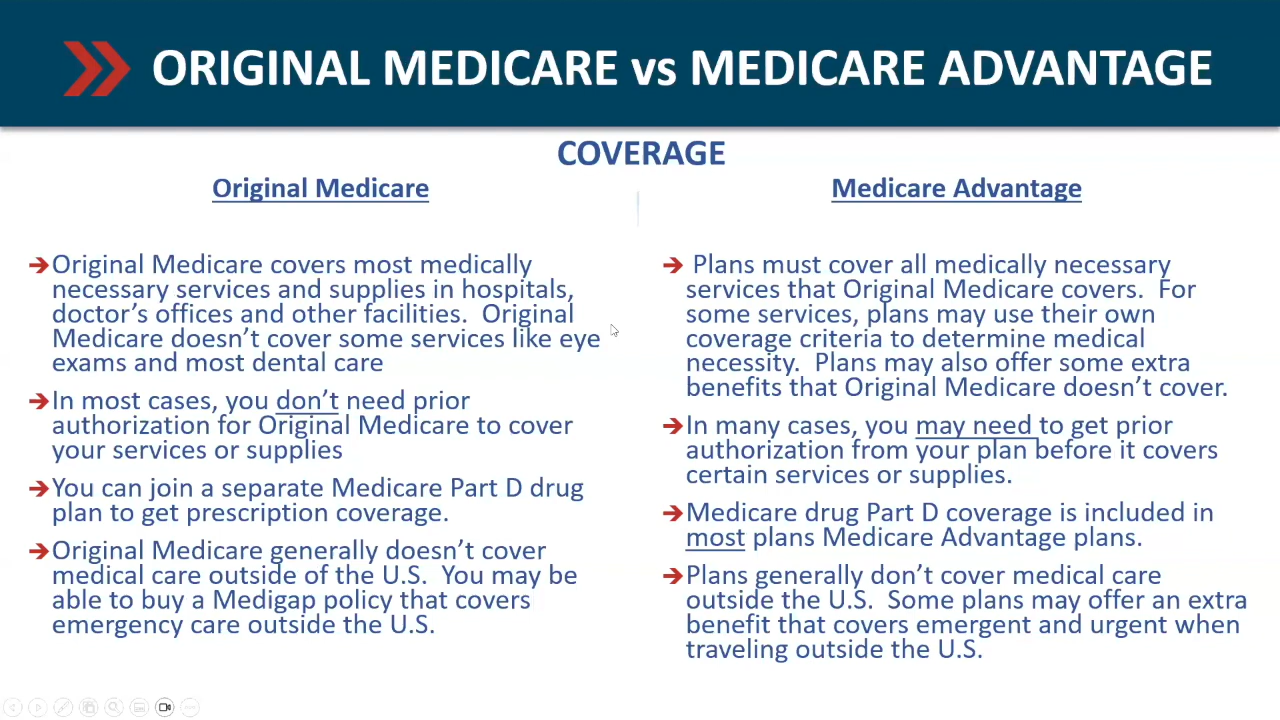 ORIGINAL MEDICARE vs MEDICARE ADVANTAGE
COVERAGE
Original Medicare
Original Medicare covers most medically
necessary services and supplies in hospitals,
doctor’s offices and other facilities. Original
Medicare doesn’t cover some services like eye
exams and most dental care
In most cases, you don’t need prior
authorization for Original Medicare to cover
your services or supplies
You can join a separate Medicare Part D drug
plan to get prescription coverage.
Original Medicare generally doesn’t cover
medical care outside of the U.S. You may be
able to buy a Medigap policy that covers
emergency care outside the U.S.
Medicare Advantage
Plans must cover all medically necessary
services that Original Medicare covers. For
some services, plans may use their own
coverage criteria to determine medical
necessity. Plans may also offer some extra
benefits that Original Medicare doesn’t cover.
In many cases, you may need to get prior
authorization from your plan before it covers
certain services or supplies.
Medicare drug Part D coverage is included in
most plans Medicare Advantage plans.
Plans generally don’t cover medical care
outside the U.S. Some plans may offer an extra
benefit that covers emergent and urgent when
traveling outside the U.S.